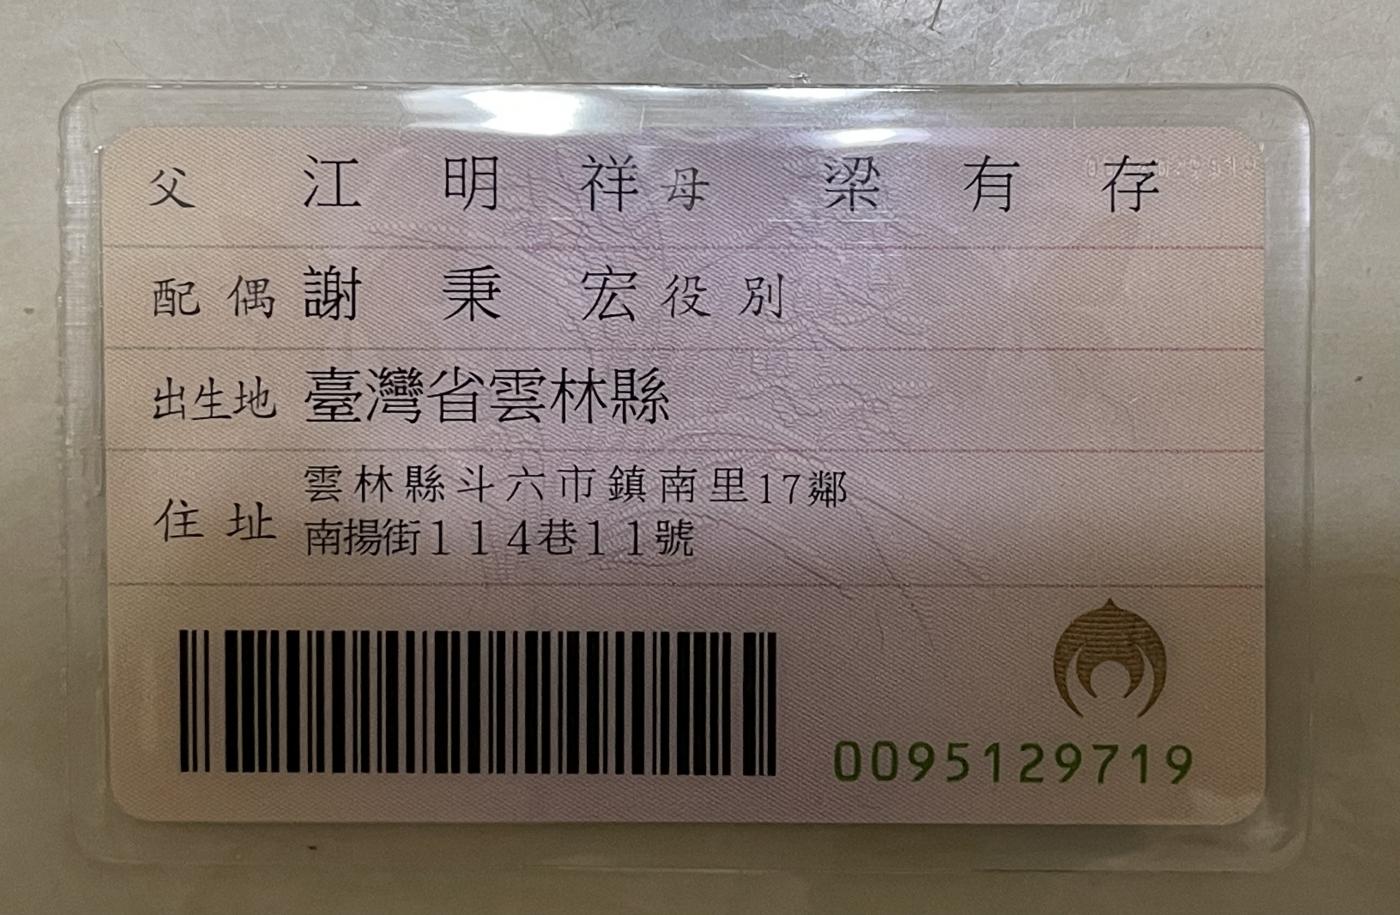 父 江明祥 母 梁有存
配偶 謝秉宏 役別
出生地 臺灣省雲林縣
住址 雲林縣斗六市鎮南里17鄰
南揚街114巷11號
0095129719